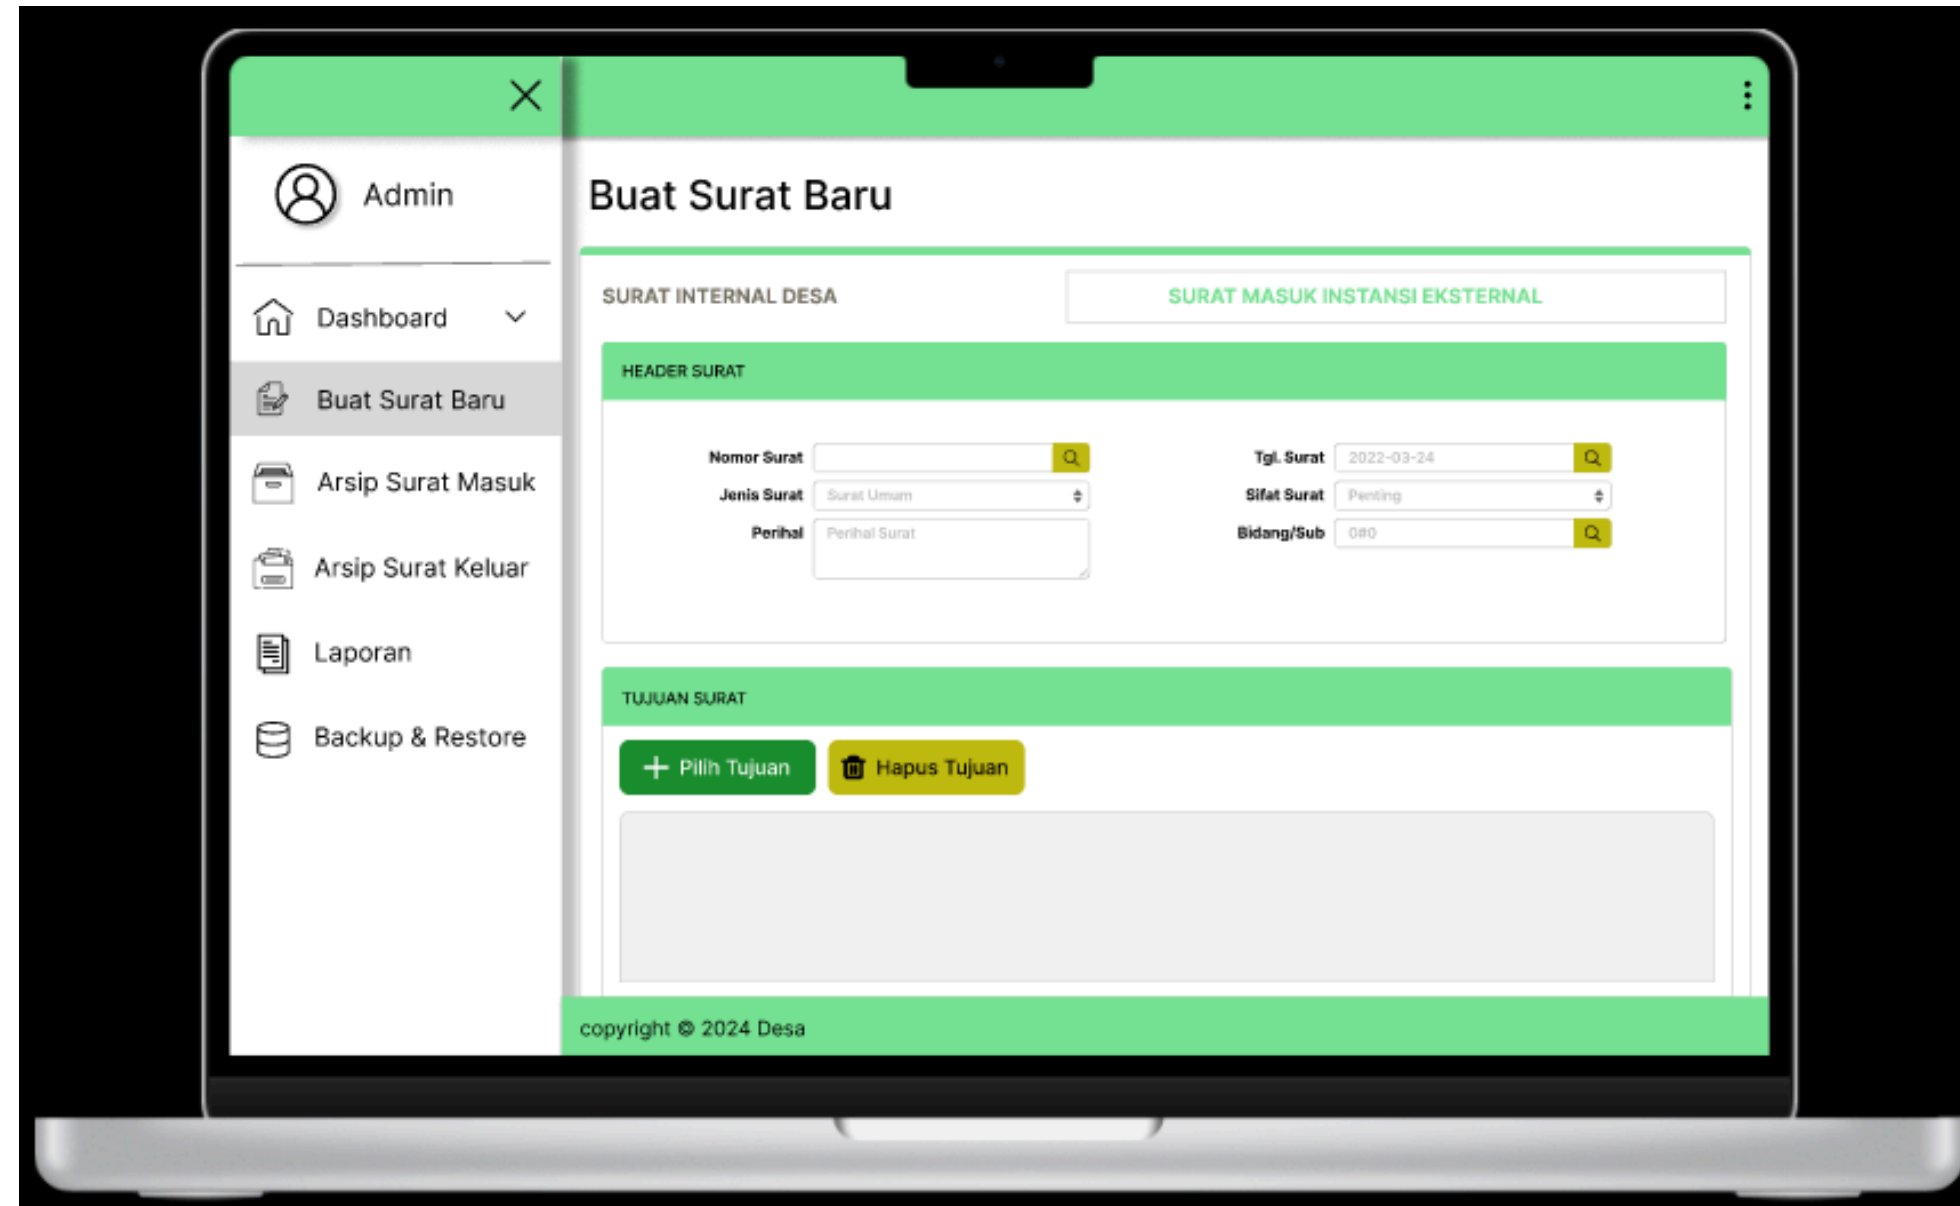 Admin
Dashboard
Buat Surat Baru
Arsip Surat Masuk
Arsip Surat Keluar
Laporan
Backup & Restore
Buat Surat Baru
SURAT INTERNAL DESA
SURAT MASUK INSTANSI EKSTERNAL
HEADER SURAT
Nomor Surat
Jenis Surat Surat Umum
Perihal Perihal Surat
Tgl. Surat 2022-03-24
Sifat Surat Penting
Bidang/Sub 0#0
TUJUAN SURAT
Pilih Tujuan
Hapus Tujuan
copyright © 2024 Desa